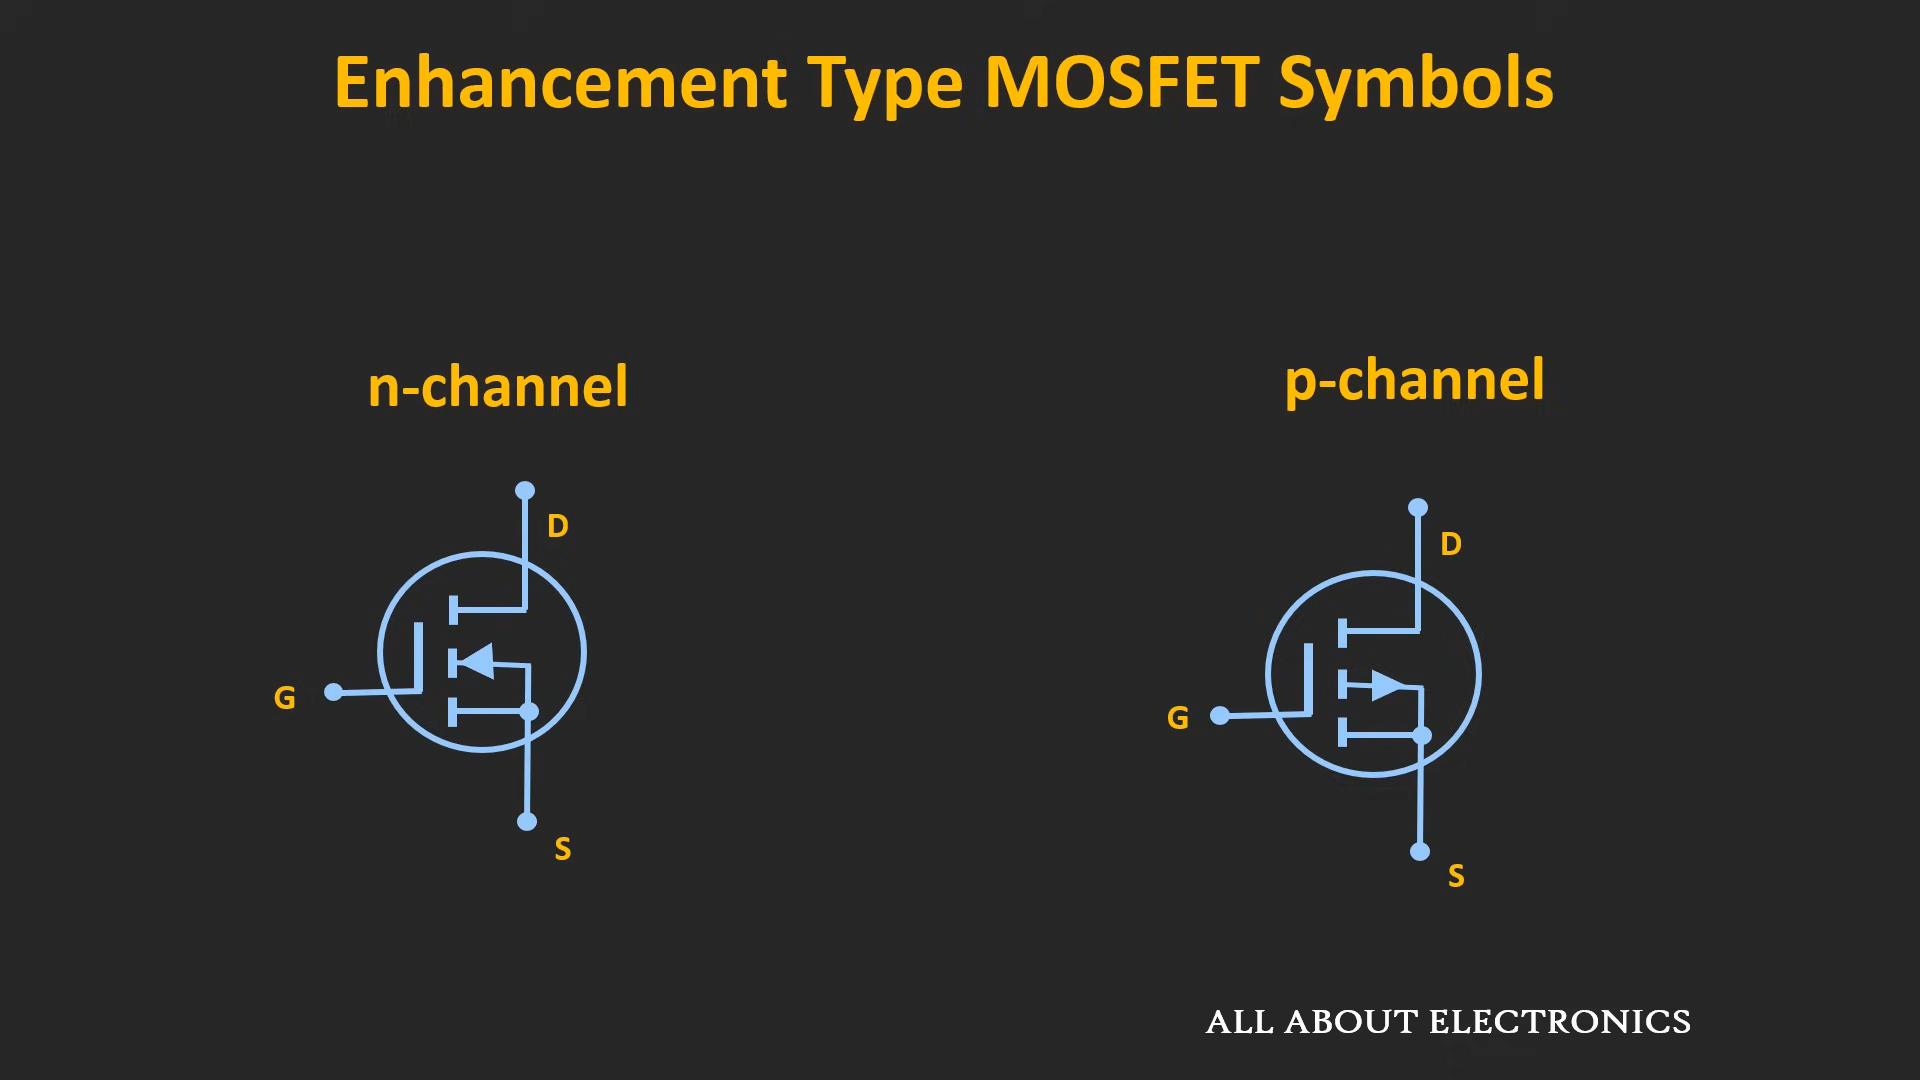 Enhancement Type MOSFET Symbols
n-channel
p-channel
D
D
G
G
S
S
ALL ABOUT ELECTRONICS